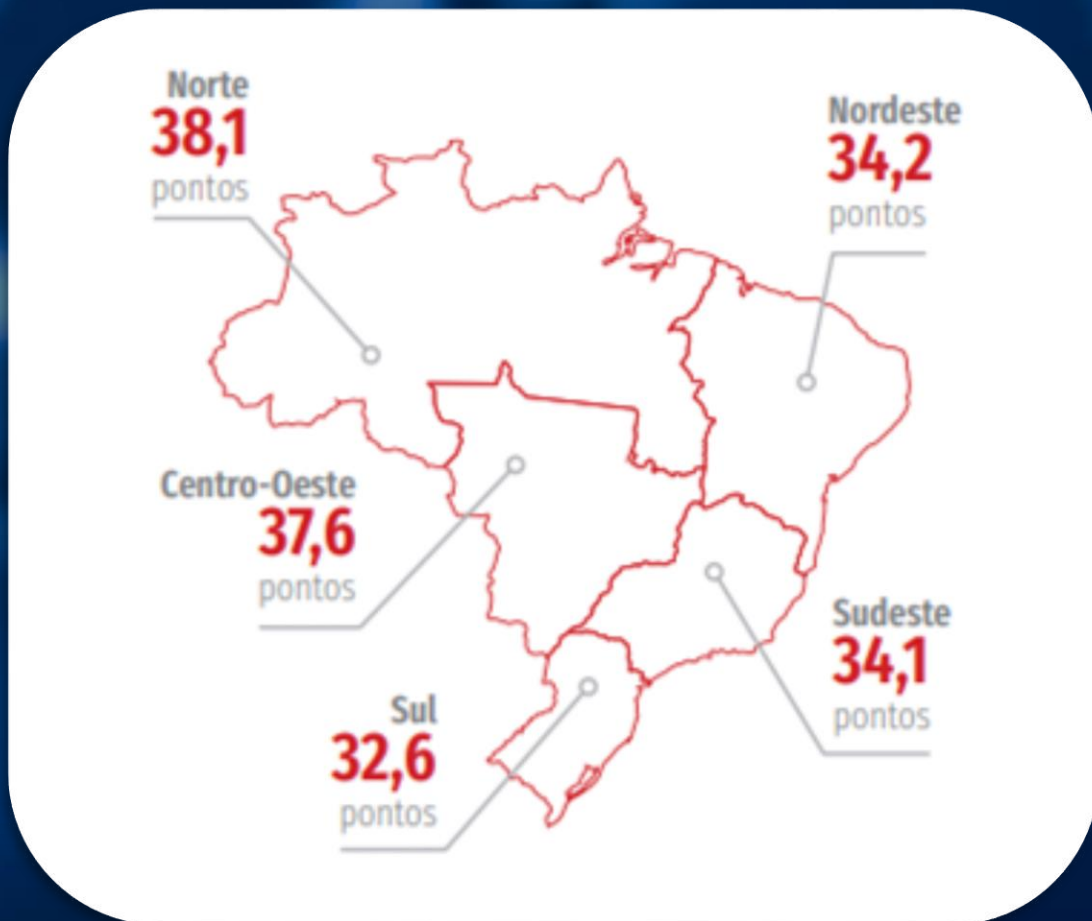 Norte
38,1
pontos
Nordeste
34,2
pontos
Centro-Oeste
37,6
pontos
Sudeste
34,1
pontos
Sul
32,6
pontos